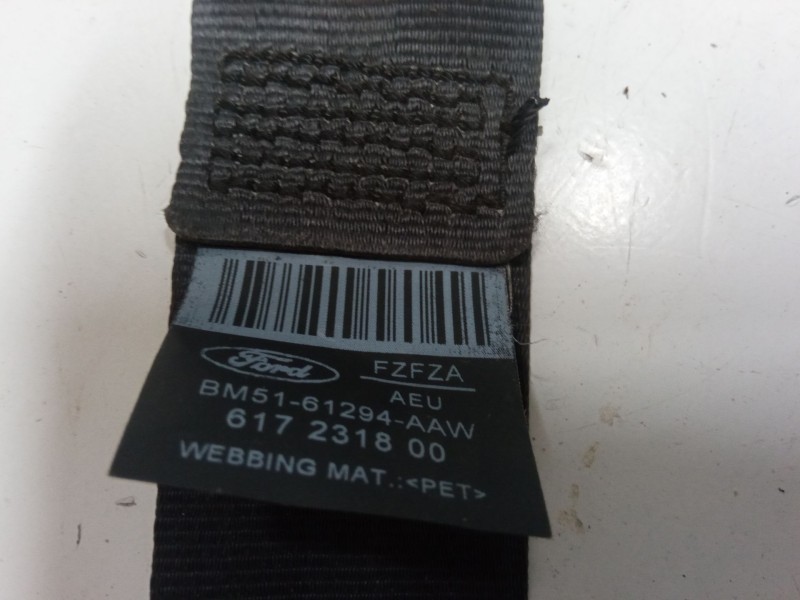 Ford FZFZA
AEU
BM51-61294-AAW
617 2318 00
WEBBING MAT.:<PET>